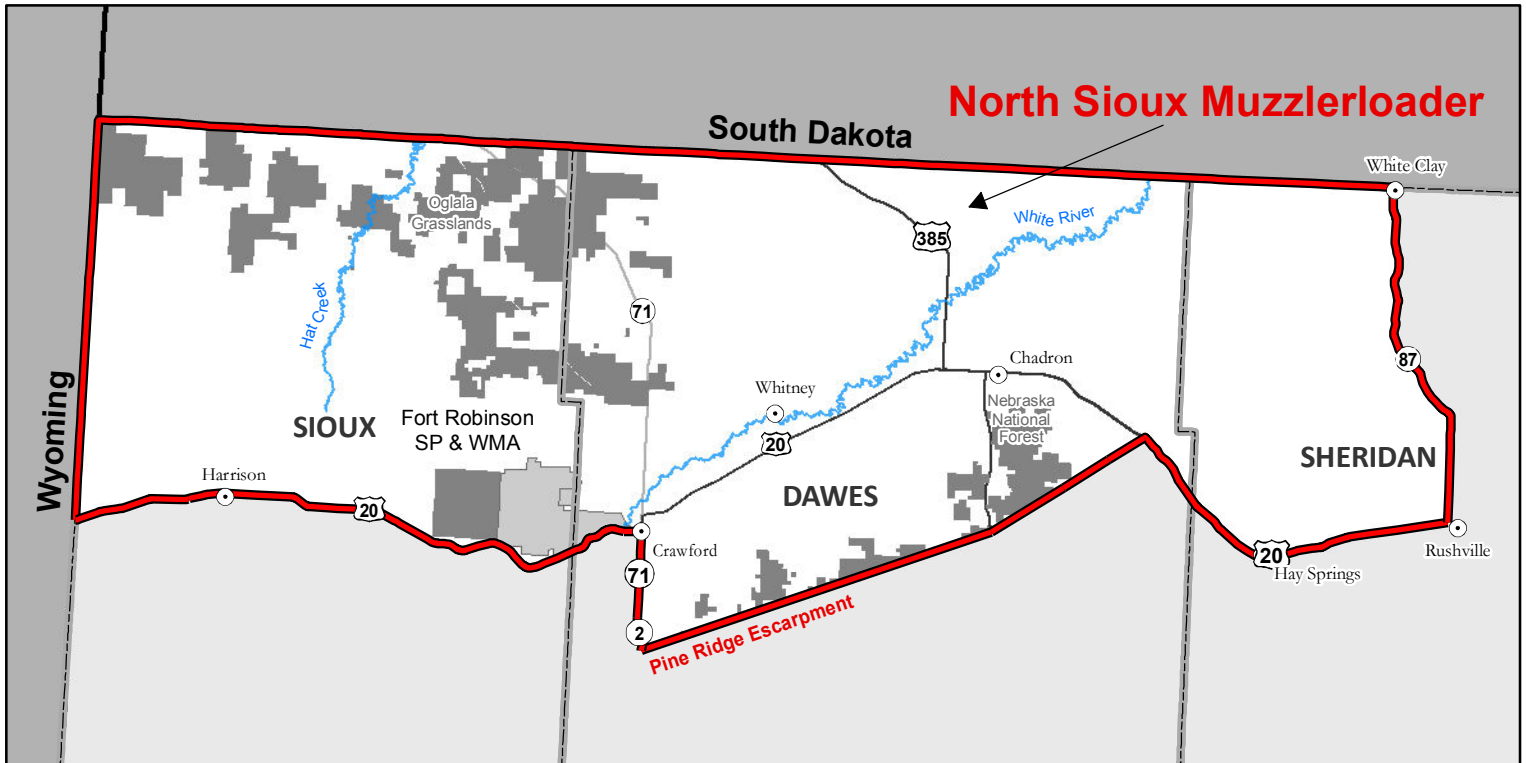 North Sioux Muzzlerloader
South Dakota
White Clay
Oglala
Grasslands
White River
385
Hat Creek
71
87
Wyoming
Chadron
Whitney
Nebraska
National
Forest
SIOUX
Fort Robinson
SP & WMA
20
SHERIDAN
Harrison
DAWES
20
Crawford
Rushville
20
Hay Springs
71
2
Pine Ridge Escarpment